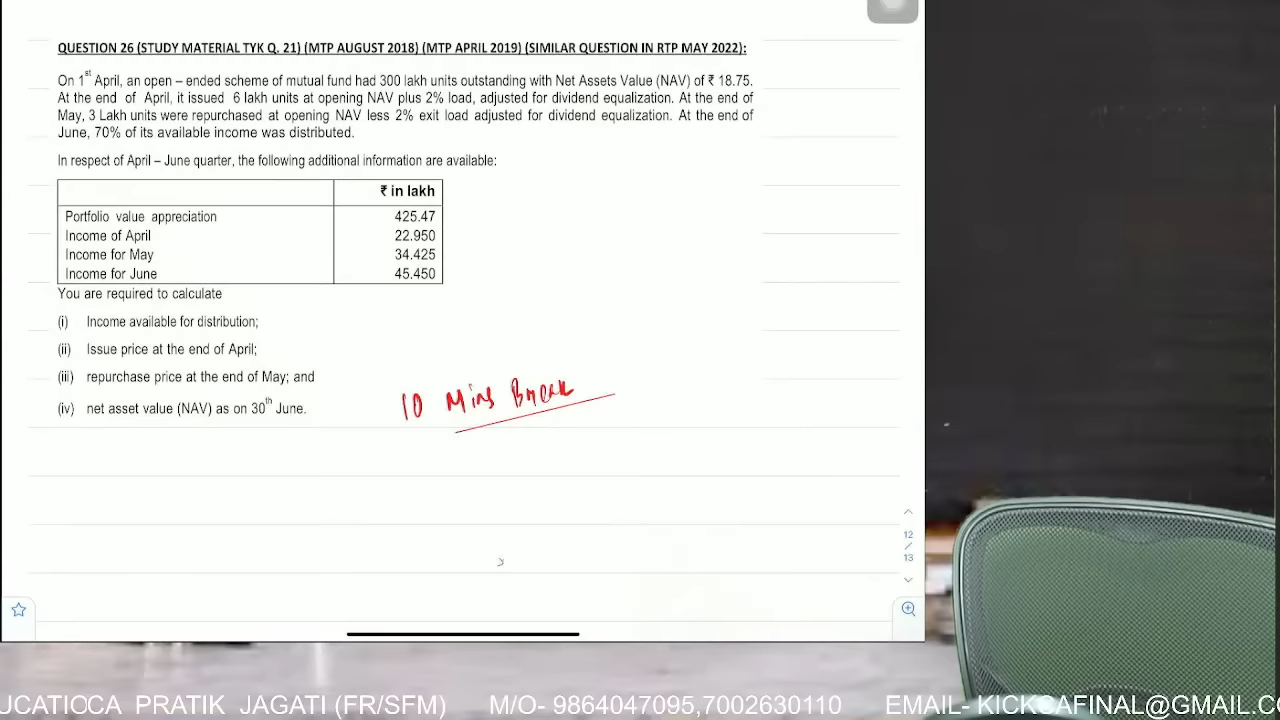 QUESTION 26 (STUDY MATERIAL TYK Q. 21) (MTP AUGUST 2018) (MTP APRIL 2019) (SIMILAR QUESTION IN RTP MAY 2022):
On 1st April, an open – ended scheme of mutual fund had 300 lakh units outstanding with Net Assets Value (NAV) of ₹ 18.75.
At the end of April, it issued 6 lakh units at opening NAV plus 2% load, adjusted for dividend equalization. At the end of
May, 3 Lakh units were repurchased at opening NAV less 2% exit load adjusted for dividend equalization. At the end of
June, 70% of its available income was distributed.
In respect of April – June quarter, the following additional information are available:
₹ in lakh
Portfolio value appreciation 425.47
Income of April 22.950
Income for May 34.425
Income for June 45.450
You are required to calculate
(i) Income available for distribution;
(ii) Issue price at the end of April;
(iii) repurchase price at the end of May; and
(iv) net asset value (NAV) as on 30th June.
10 Mins Break
12
/
13
UCATIOCA PRATIK JAGATI (FR/SFM) M/O- 9864047095,7002630110 EMAIL- KICKCAFINAL@GMAIL.C